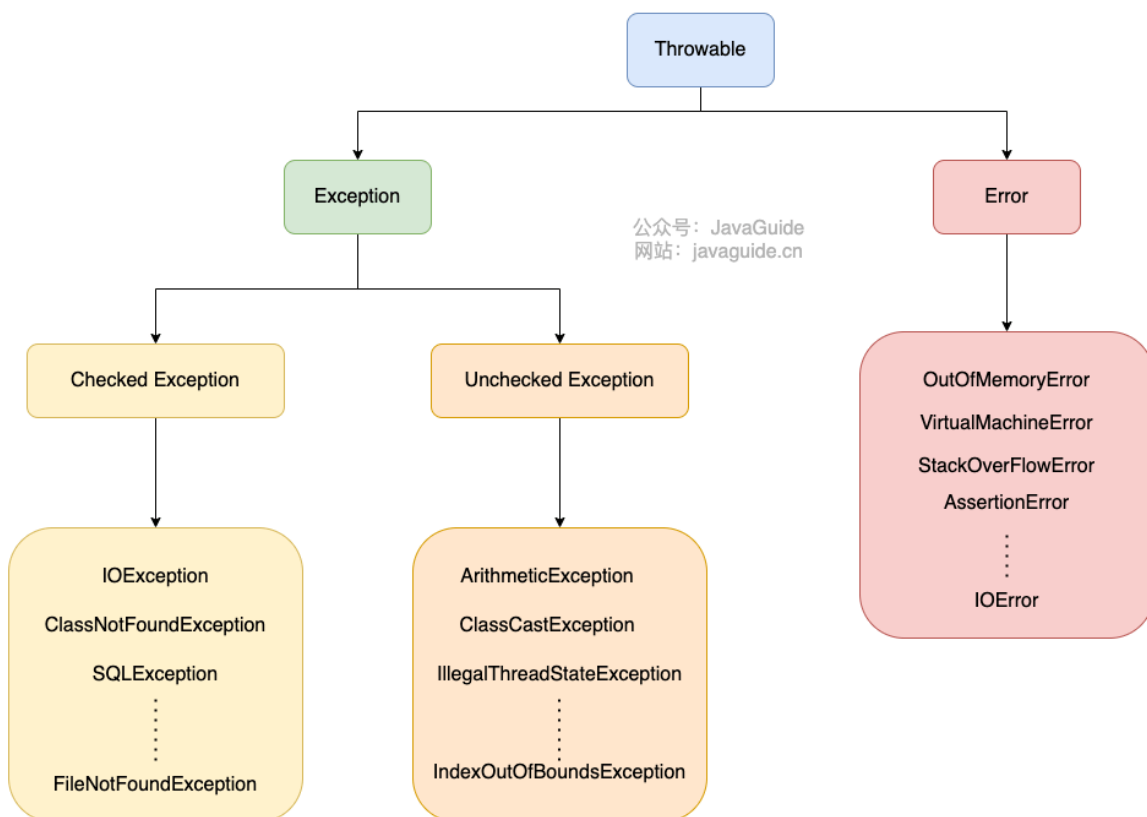 Throwable
Exception
Error
公众号：JavaGuide
网站：javaguide.cn
Checked Exception
Unchecked Exception
OutOfMemoryError
VirtualMachineError
StackOverFlowError
AssertionError
IOError
IOException
ClassNotFoundException
SQLException
FileNotFoundException
ArithmeticException
ClassCastException
IllegalThreadStateException
IndexOutOfBoundsException